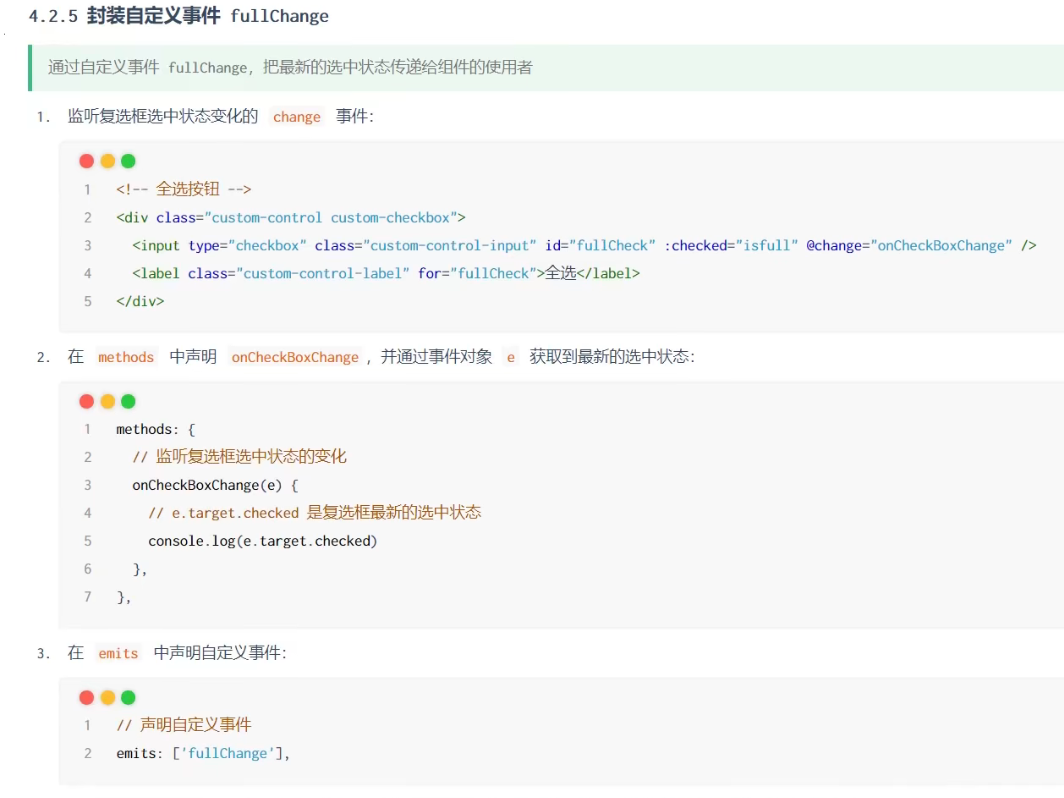 4.2.5 封装自定义事件 fullChange
通过自定义事件 fullChange, 把最新的选中状态传递给组件的使用者
1. 监听复选框选中状态变化的 change 事件:
1 <!-- 全选按钮 -->
2 <div class="custom-control custom-checkbox">
3 <input type="checkbox" class="custom-control-input" id="fullCheck" :checked="isfull" @change="onCheckBoxChange" />
4 <label class="custom-control-label" for="fullCheck">全选</label>
5 </div>
2. 在 methods 中声明 onCheckBoxChange , 并通过事件对象 e 获取到最新的选中状态:
1 methods: {
2 // 监听复选框选中状态的变化
3 onCheckBoxChange(e) {
4 // e.target.checked 是复选框最新的选中状态
5 console.log(e.target.checked)
6 },
7 },
3. 在 emits 中声明自定义事件:
1 // 声明自定义事件
2 emits: ['fullChange'],